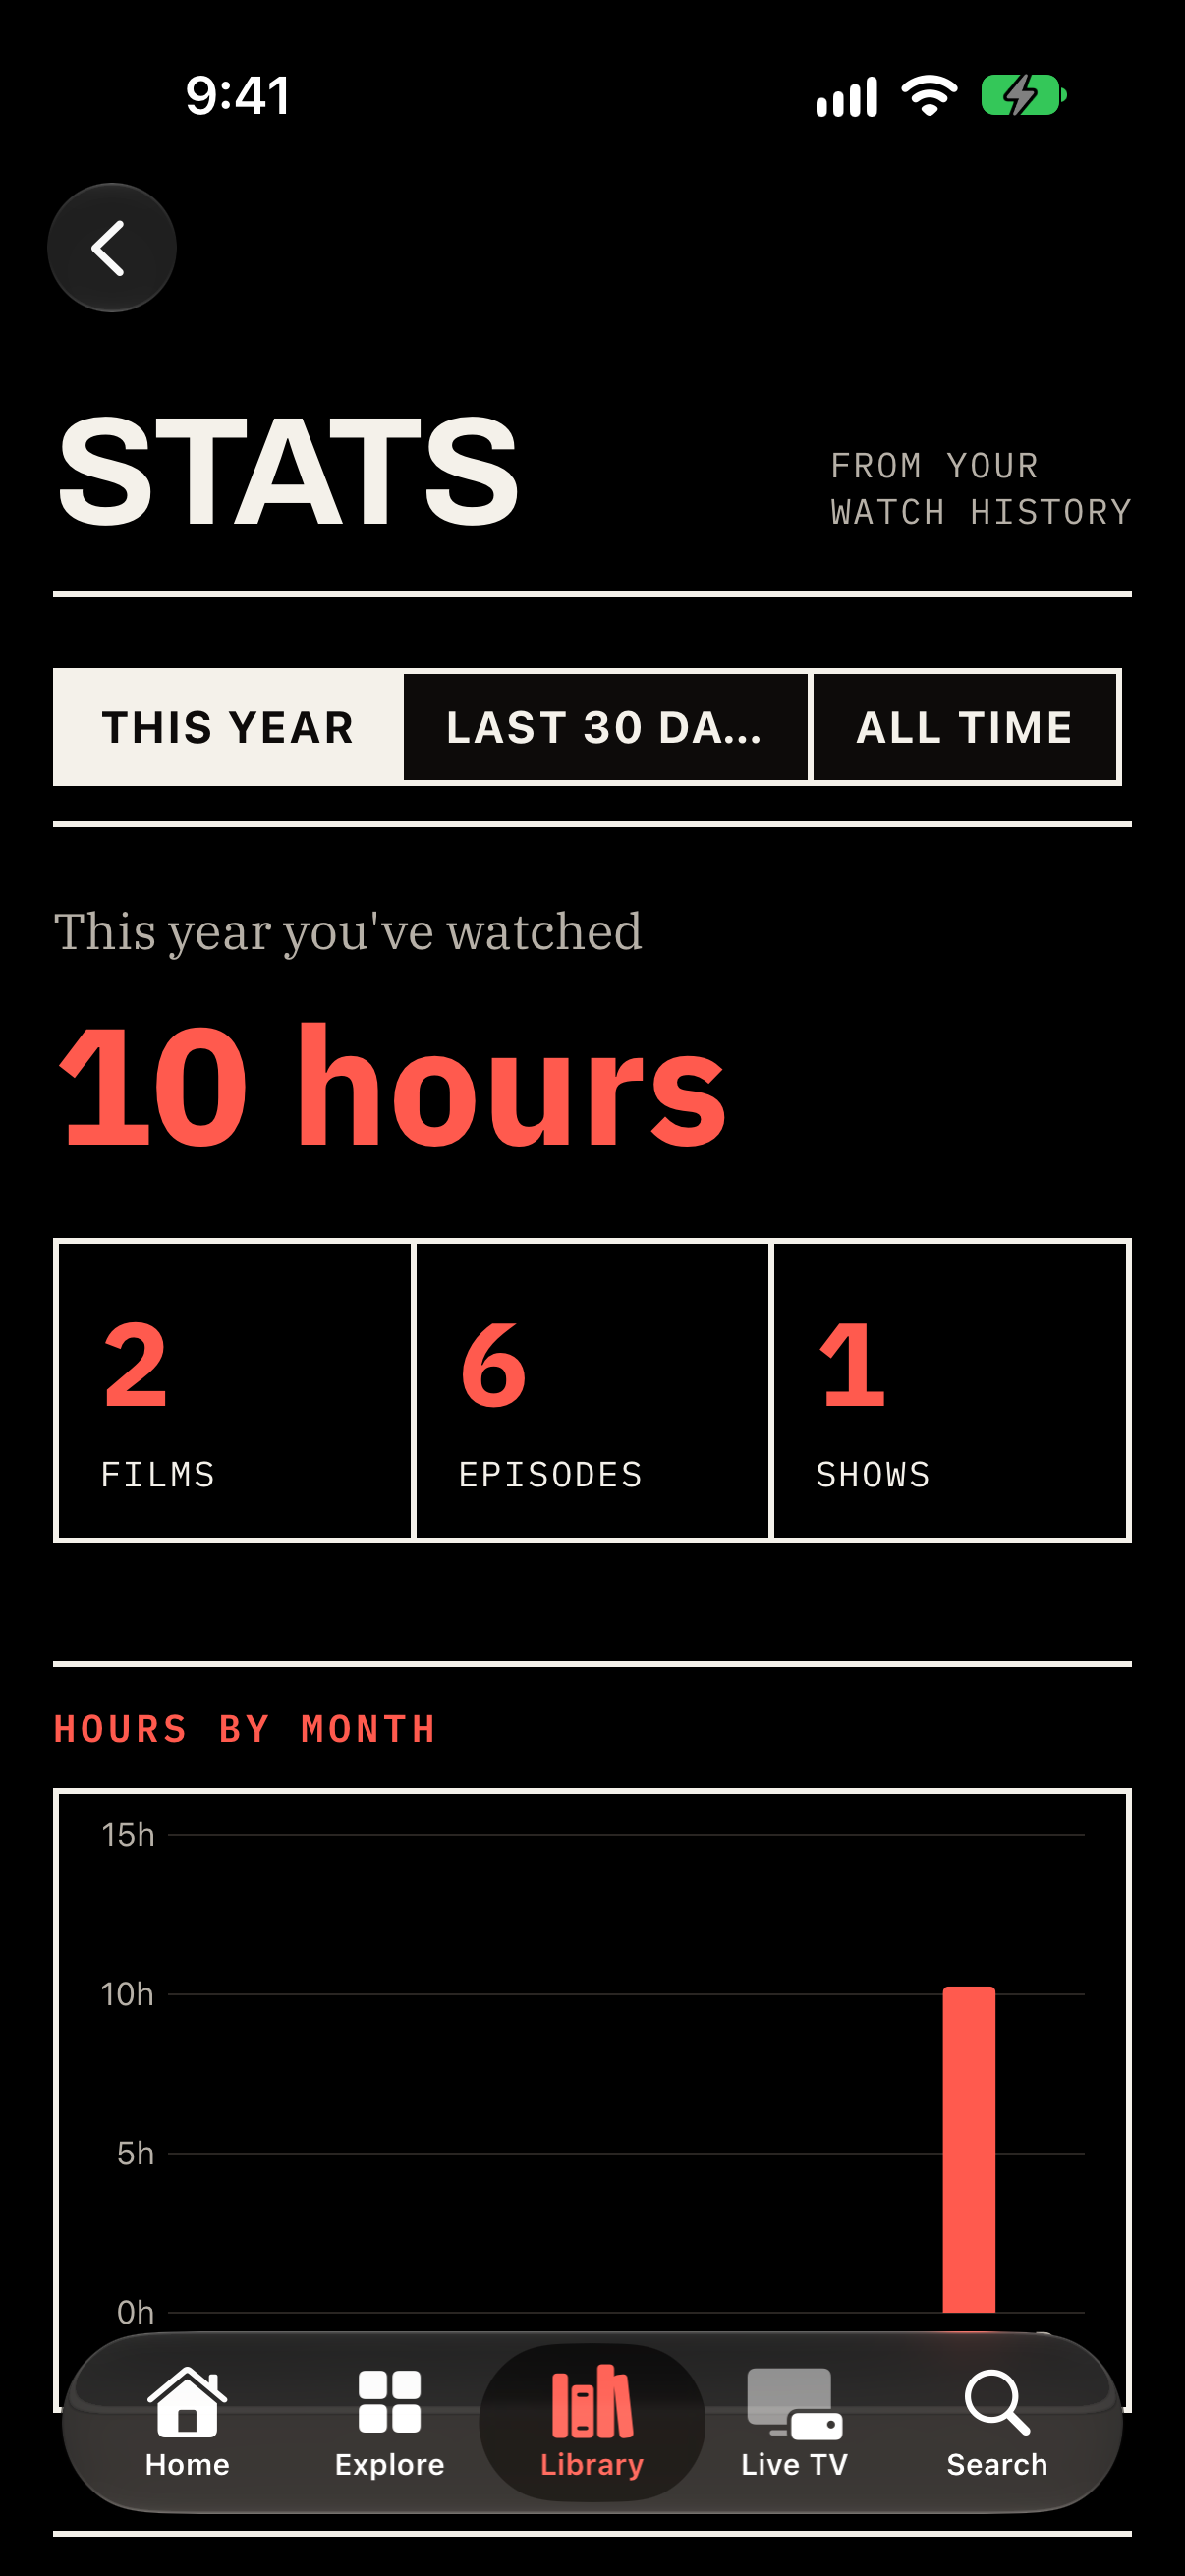 9:41
STATS
FROM YOUR
WATCH HISTORY
THIS YEAR
LAST 30 DA...
ALL TIME
This year you've watched
10 hours
2
6
1
FILMS
EPISODES
SHOWS
HOURS BY MONTH
15h
10h
5h
0h
Home
Explore
Library
Live TV
Search